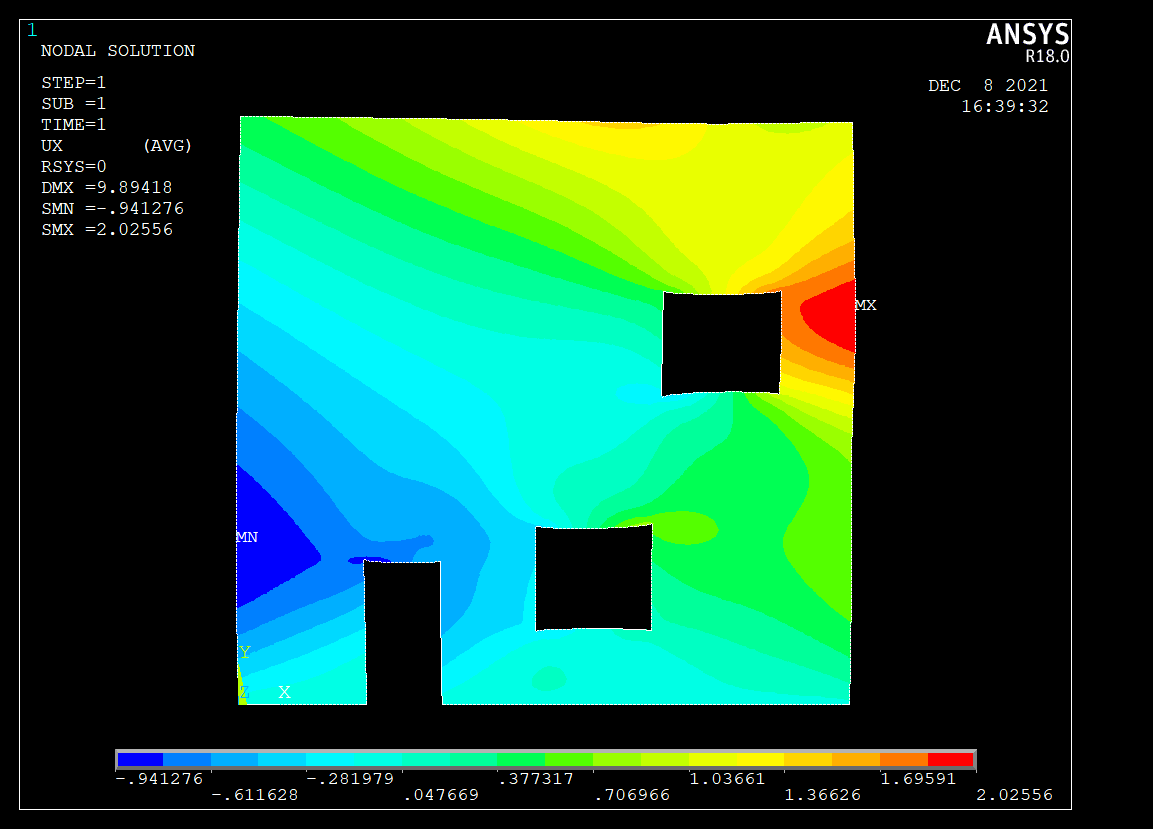 1
ANSYS
R18.0
NODAL SOLUTION
DEC  8 2021
16:39:32
STEP=1
SUB =1
TIME=1
UX       (AVG)
RSYS=0
DMX =9.89418
SMN =-.941276
SMX =2.02556
MX
MN
Y
Z
X
-.941276 -.281979 .377317 1.03661 1.69591
-.611628 .047669 .706966 1.36626 2.02556